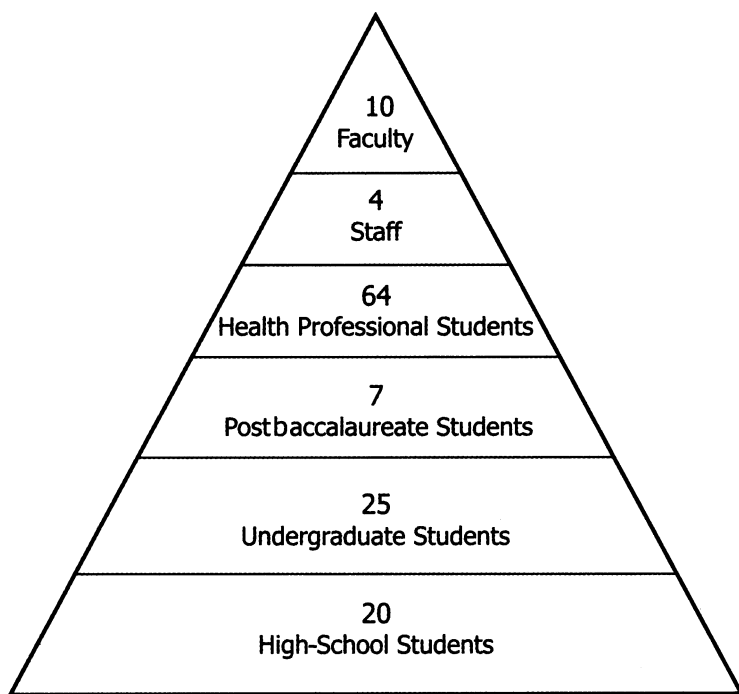 10
Faculty
4
Staff
64
Health Professional Students
7
Postbaccalaureate Students
25
Undergraduate Students
20
High-School Students